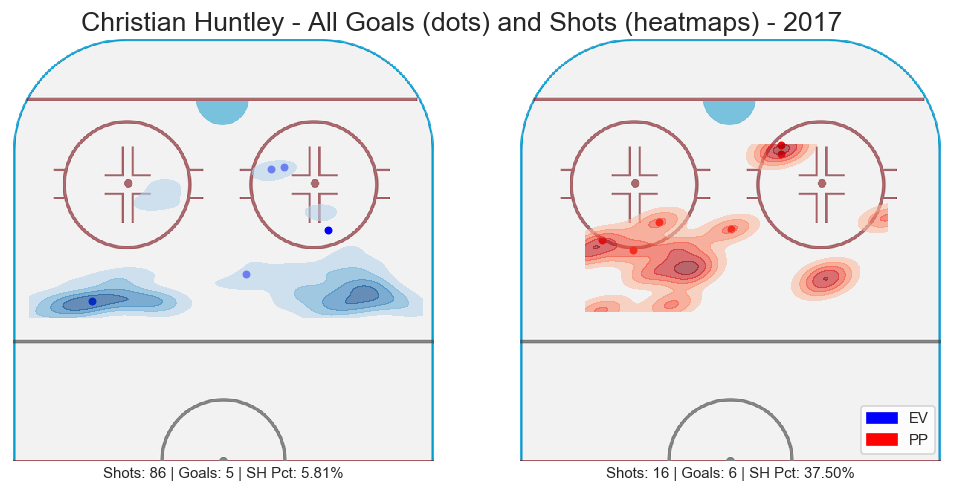 Christian Huntley - All Goals (dots) and Shots (heatmaps) - 2017
EV
PP
Shots: 86 | Goals: 5 | SH Pct: 5.81%
Shots: 16 | Goals: 6 | SH Pct: 37.50%